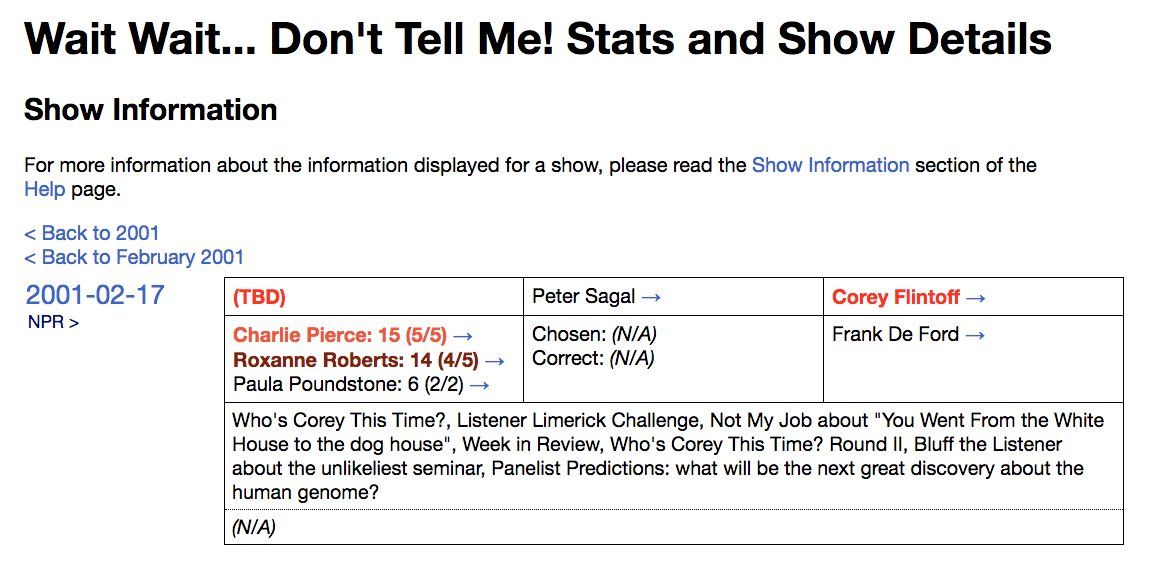 Wait Wait... Don't Tell Me! Stats and Show Details
Show Information
For more information about the information displayed for a show, please read the Show Information section of the
Help page.
< Back to 2001
< Back to February 2001
2001-02-17
NPR >
(TBD)
Peter Sagal →
Corey Flintoff →
Charlie Pierce: 15 (5/5) →
Roxanne Roberts: 14 (4/5) →
Paula Poundstone: 6 (2/2) →
Chosen: (N/A)
Correct: (N/A)
Frank De Ford →
Who's Corey This Time?, Listener Limerick Challenge, Not My Job about "You Went From the White
House to the dog house", Week in Review, Who's Corey This Time? Round II, Bluff the Listener
about the unlikeliest seminar, Panelist Predictions: what will be the next great discovery about the
human genome?
(N/A)